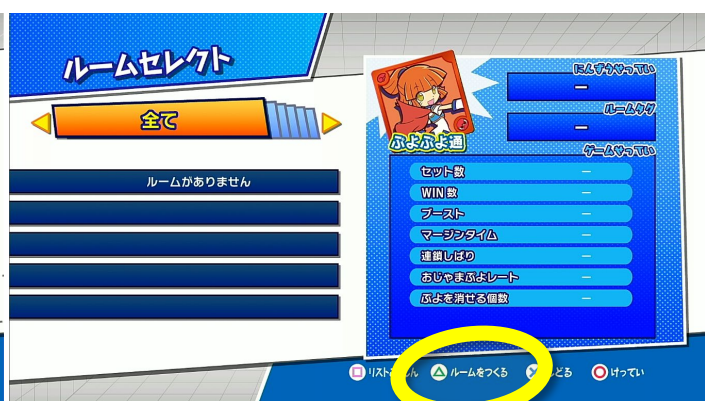 ルームセレクト
全て
ルームがありません
ぷよぷよ通
にんずうせってい
ー
ルームタグ
ー
ゲームせってい
セット数 ー
WIN数 ー
ブースト ー
マージンタイム ー
連鎖しばり ー
おじゃまぷよレート ー
ぷよを消せる個数 ー
リスト ルームをつくる どる けってい